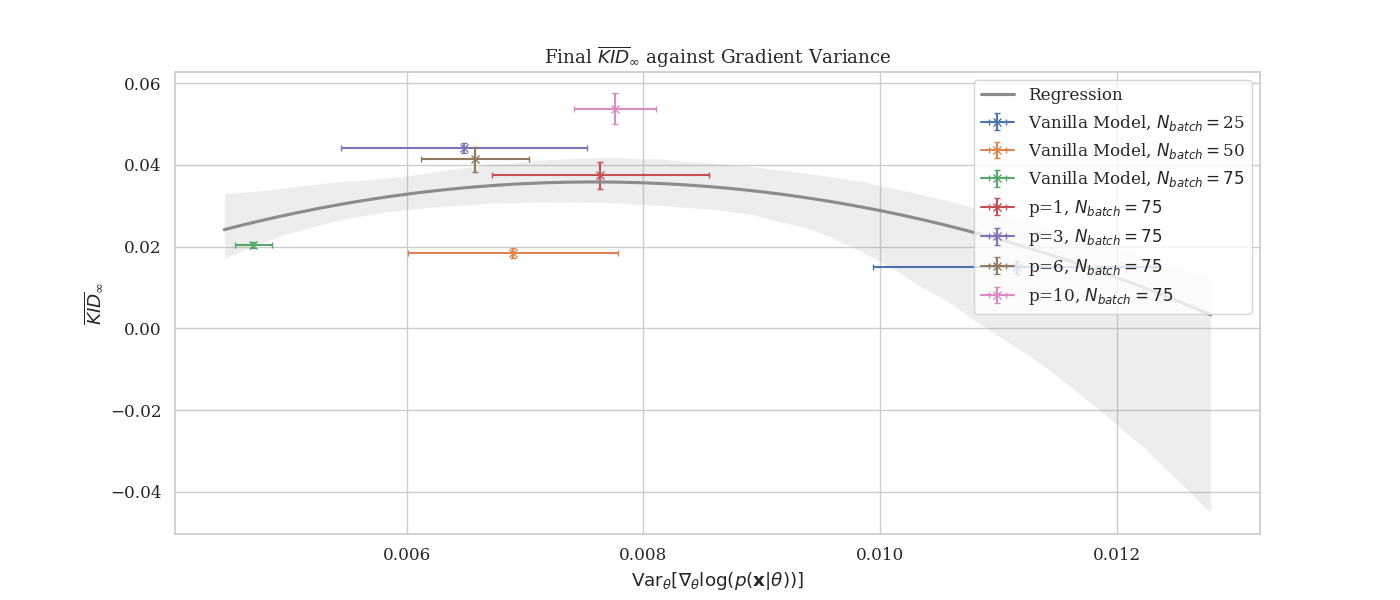 Final $\overline{KID}_\infty$ against Gradient Variance
0.06
0.04
0.02
0.00
−0.02
−0.04
$\overline{KID}_\infty$
0.006
0.008
0.010
0.012
Var$_\theta$[∇$_\theta$log($p$(**x**|$\theta$))]
Regression
Vanilla Model, $N_{batch}$ = 25
Vanilla Model, $N_{batch}$ = 50
Vanilla Model, $N_{batch}$ = 75
p=1, $N_{batch}$ = 75
p=3, $N_{batch}$ = 75
p=6, $N_{batch}$ = 75
p=10, $N_{batch}$ = 75